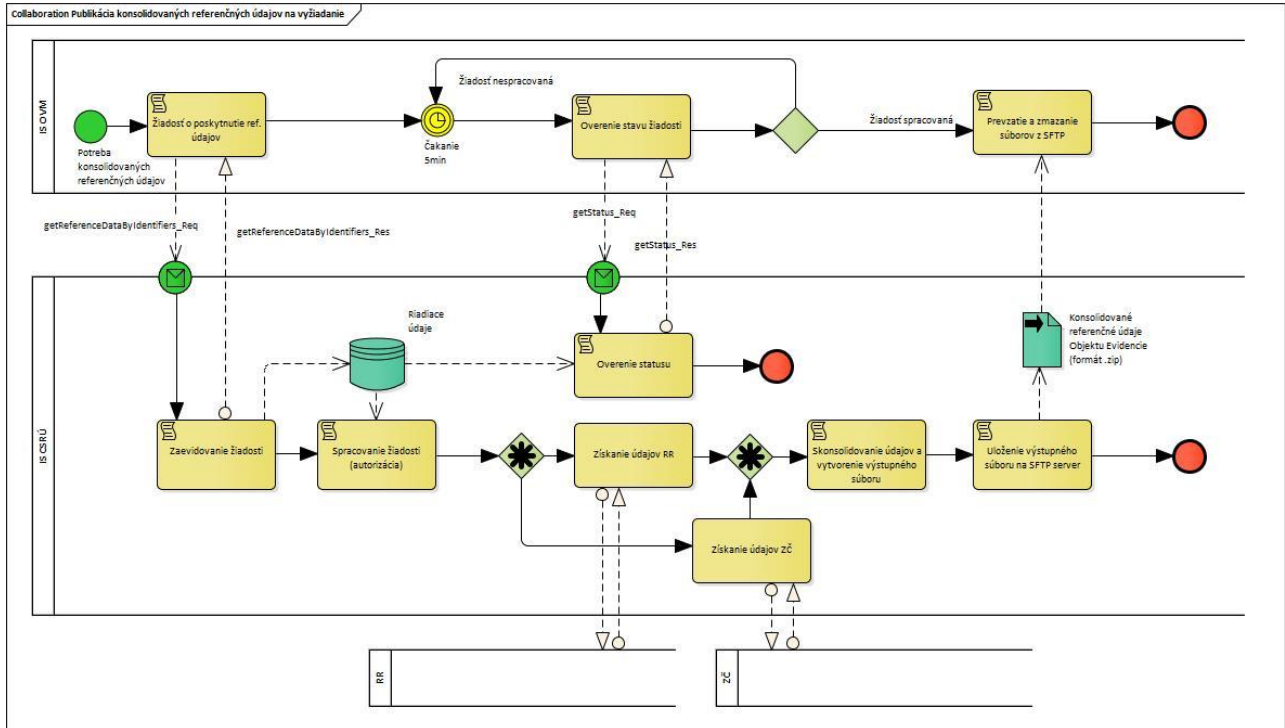 Collaboration Publikácia konsolidovaných referenčných údajov na vyžiadanie
IS OVM
Potreba
konsolidovaných
referenčných údajov
Žiadosť o poskytnutie ref.
údajov
Čakanie
5min
Žiadosť nespracovaná
Overenie stavu žiadosti
Žiadosť spracovaná
Prevzatie a zmazanie
súborov z SFTP
getReferenceDataByIdentifiers_Req
getReferenceDataByIdentifiers_Res
getStatus_Req
getStatus_Res
IS CSRÚ
Riadiace
údaje
Overenie statusu
Konsolidované
referenčné údaje
Objektu Evidencie
(formát .zip)
Zaevidovanie žiadosti
Spracovanie žiadosti
(autorizácia)
Získanie údajov RR
Skonsolidovanie údajov a
vytvorenie výstupného
súboru
Uloženie výstupného
súboru na SFTP server
Získanie údajov ZČ
RR
ZČ